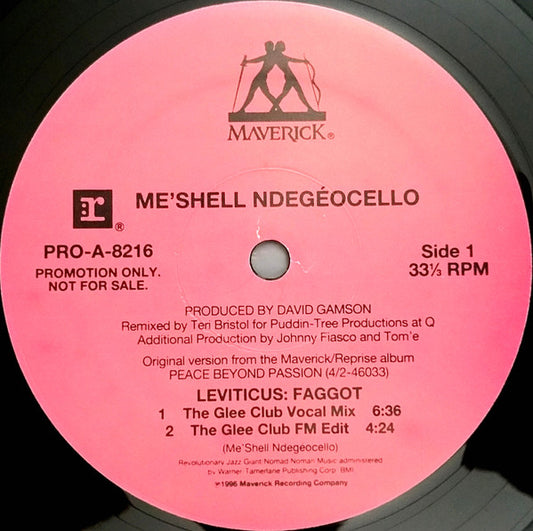 MAVERICK®
r®
ME'SHELL NDEGÉOCELLO
PRO-A-8216
PROMOTION ONLY.
NOT FOR SALE.
Side 1
33⅓ RPM
PRODUCED BY DAVID GAMSON
Remixed by Teri Bristol for Puddin-Tree Productions at Q
Additional Production by Johnny Fiasco and Tom'e
Original version from the Maverick/Reprise album
PEACE BEYOND PASSION (4/2-46033)
LEVITICUS: FAGGOT
1 The Glee Club Vocal Mix 6:36
2 The Glee Club FM Edit 4:24
(Me'Shell Ndegeocello)
Revolutionary Jazz Giant/Nomad Noman Music administered
by Warner-Tamerlane Publishing Corp. BMI
℗1996 Maverick Recording Company